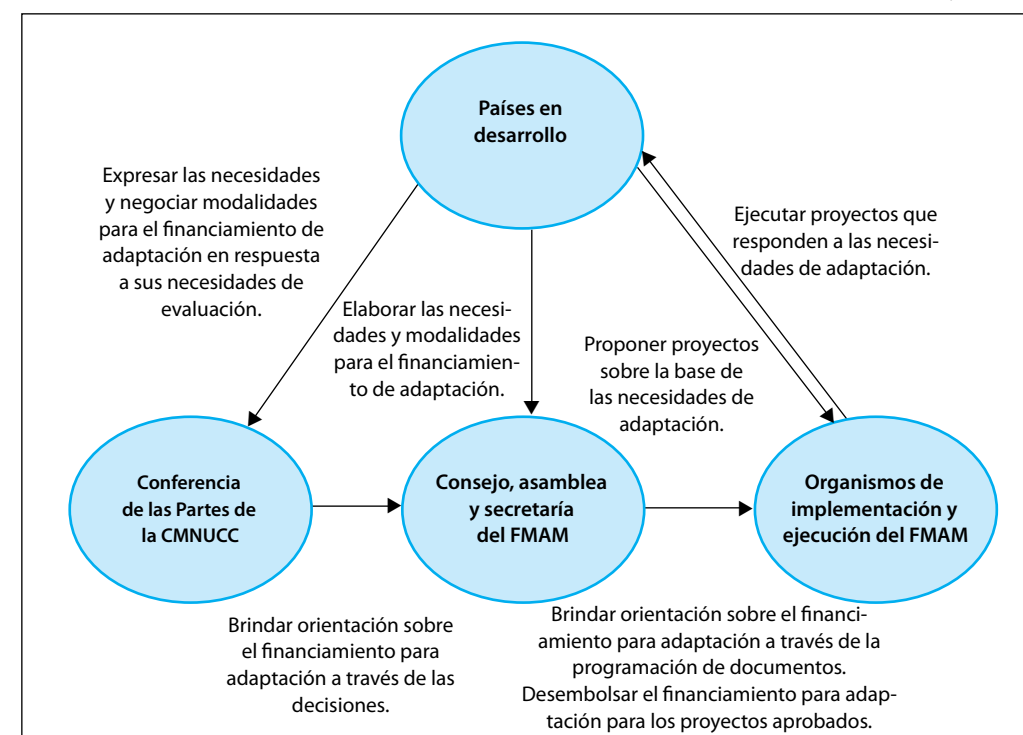 Países en
desarrollo
Expresar las necesidades
y negociar modalidades
para el financiamiento de
adaptación en respuesta
a sus necesidades de
evaluación.
Ejecutar proyectos que
responden a las necesi-
dades de adaptación.
Elaborar las necesi-
dades y modalidades
para el financiamien-
to de adaptación.
Proponer proyectos
sobre la base de
las necesidades de
adaptación.
Conferencia
de las Partes de
la CMNUCC
Consejo, asamblea
y secretaría
del FMAM
Organismos de
implementación y
ejecución del FMAM
Brindar orientación sobre
el financiamiento para
adaptación a través de las
decisiones.
Brindar orientación sobre el financi-
amiento para adaptación a través de la
programación de documentos.
Desembolsar el financiamiento para adap-
tación para los proyectos aprobados.